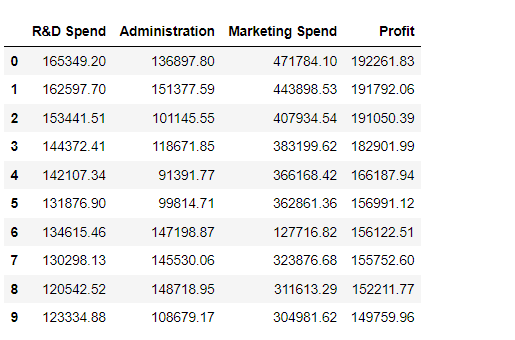 R&D Spend Administration Marketing Spend Profit
0 165349.20 136897.80 471784.10 192261.83
1 162597.70 151377.59 443898.53 191792.06
2 153441.51 101145.55 407934.54 191050.39
3 144372.41 118671.85 383199.62 182901.99
4 142107.34 91391.77 366168.42 166187.94
5 131876.90 99814.71 362861.36 156991.12
6 134615.46 147198.87 127716.82 156122.51
7 130298.13 145530.06 323876.68 155752.60
8 120542.52 148718.95 311613.29 152211.77
9 123334.88 108679.17 304981.62 149759.96